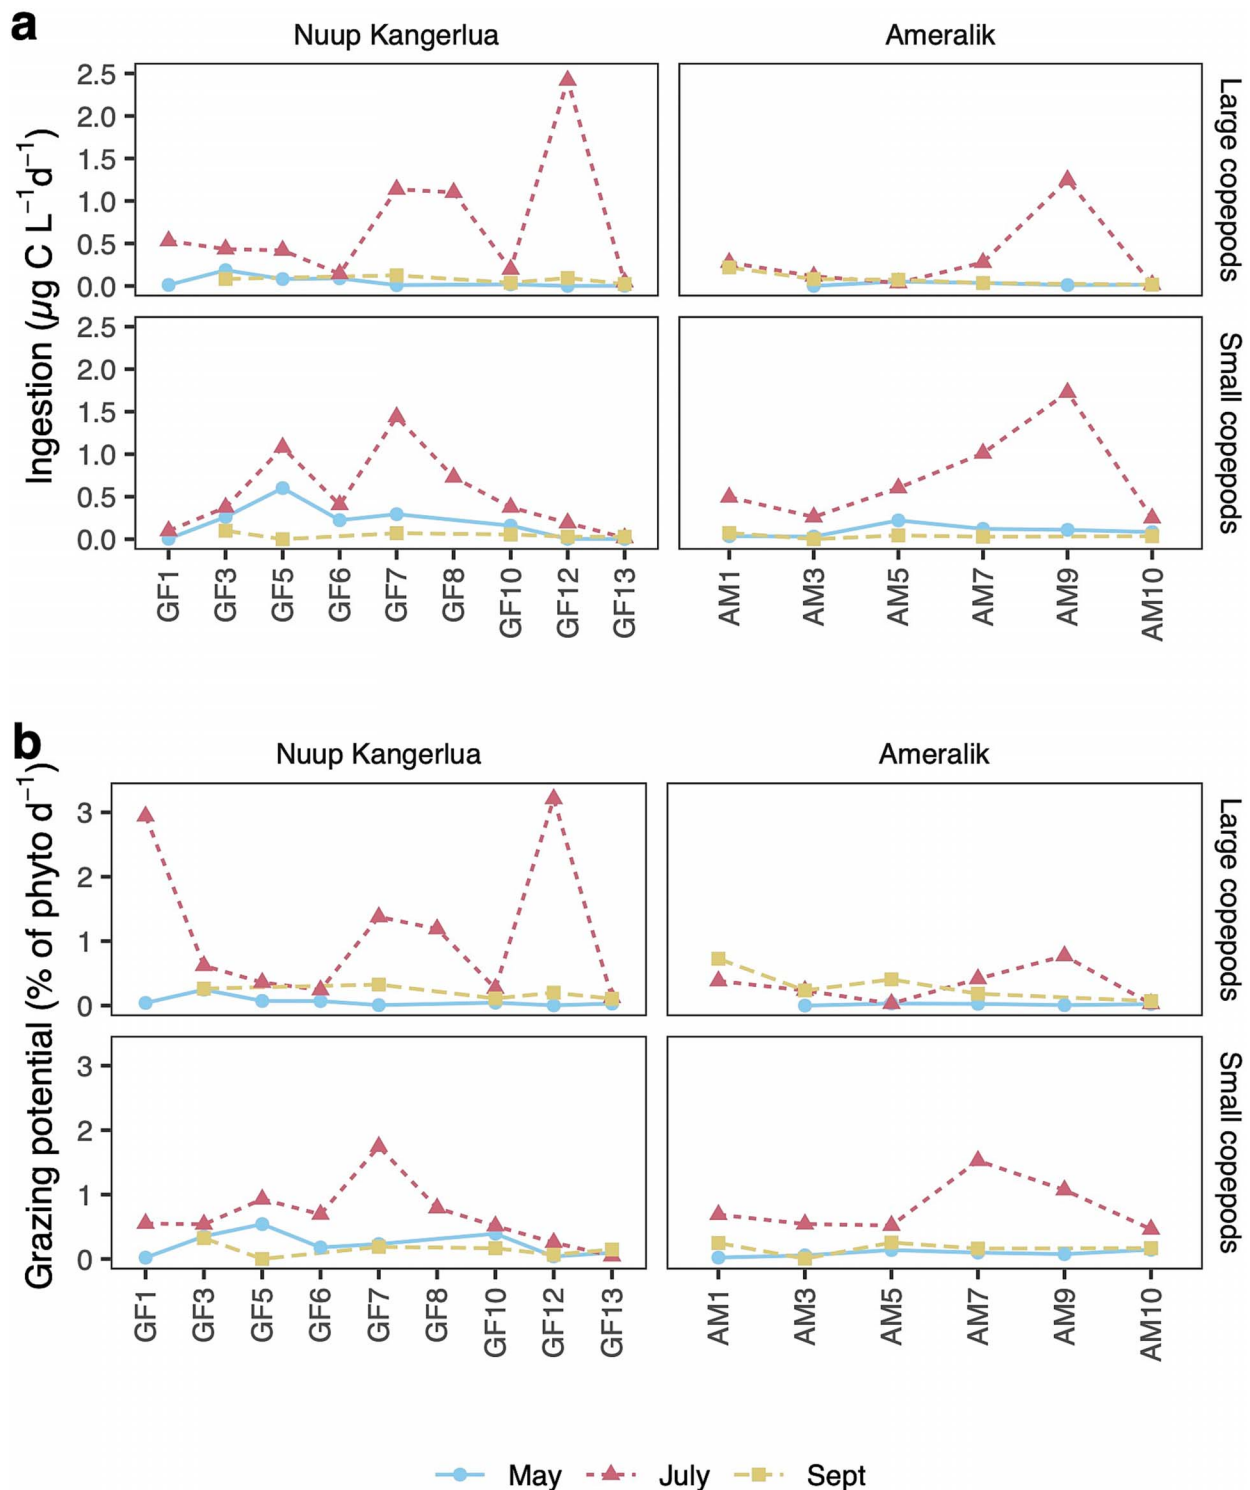 a
Nuup Kangerlua
Ameralik
Ingestion (µg C L⁻¹d⁻¹)
2.5
2.0
1.5
1.0
0.5
0.0
Large copepods
2.5
2.0
1.5
1.0
0.5
0.0
Small copepods
GF1 GF3 GF5 GF6 GF7 GF8 GF10 GF12 GF13
AM1 AM3 AM5 AM7 AM9 AM10
b
Nuup Kangerlua
Ameralik
Grazing potential (% of phyto d⁻¹)
3
2
1
0
Large copepods
3
2
1
0
Small copepods
GF1 GF3 GF5 GF6 GF7 GF8 GF10 GF12 GF13
AM1 AM3 AM5 AM7 AM9 AM10
May July Sept